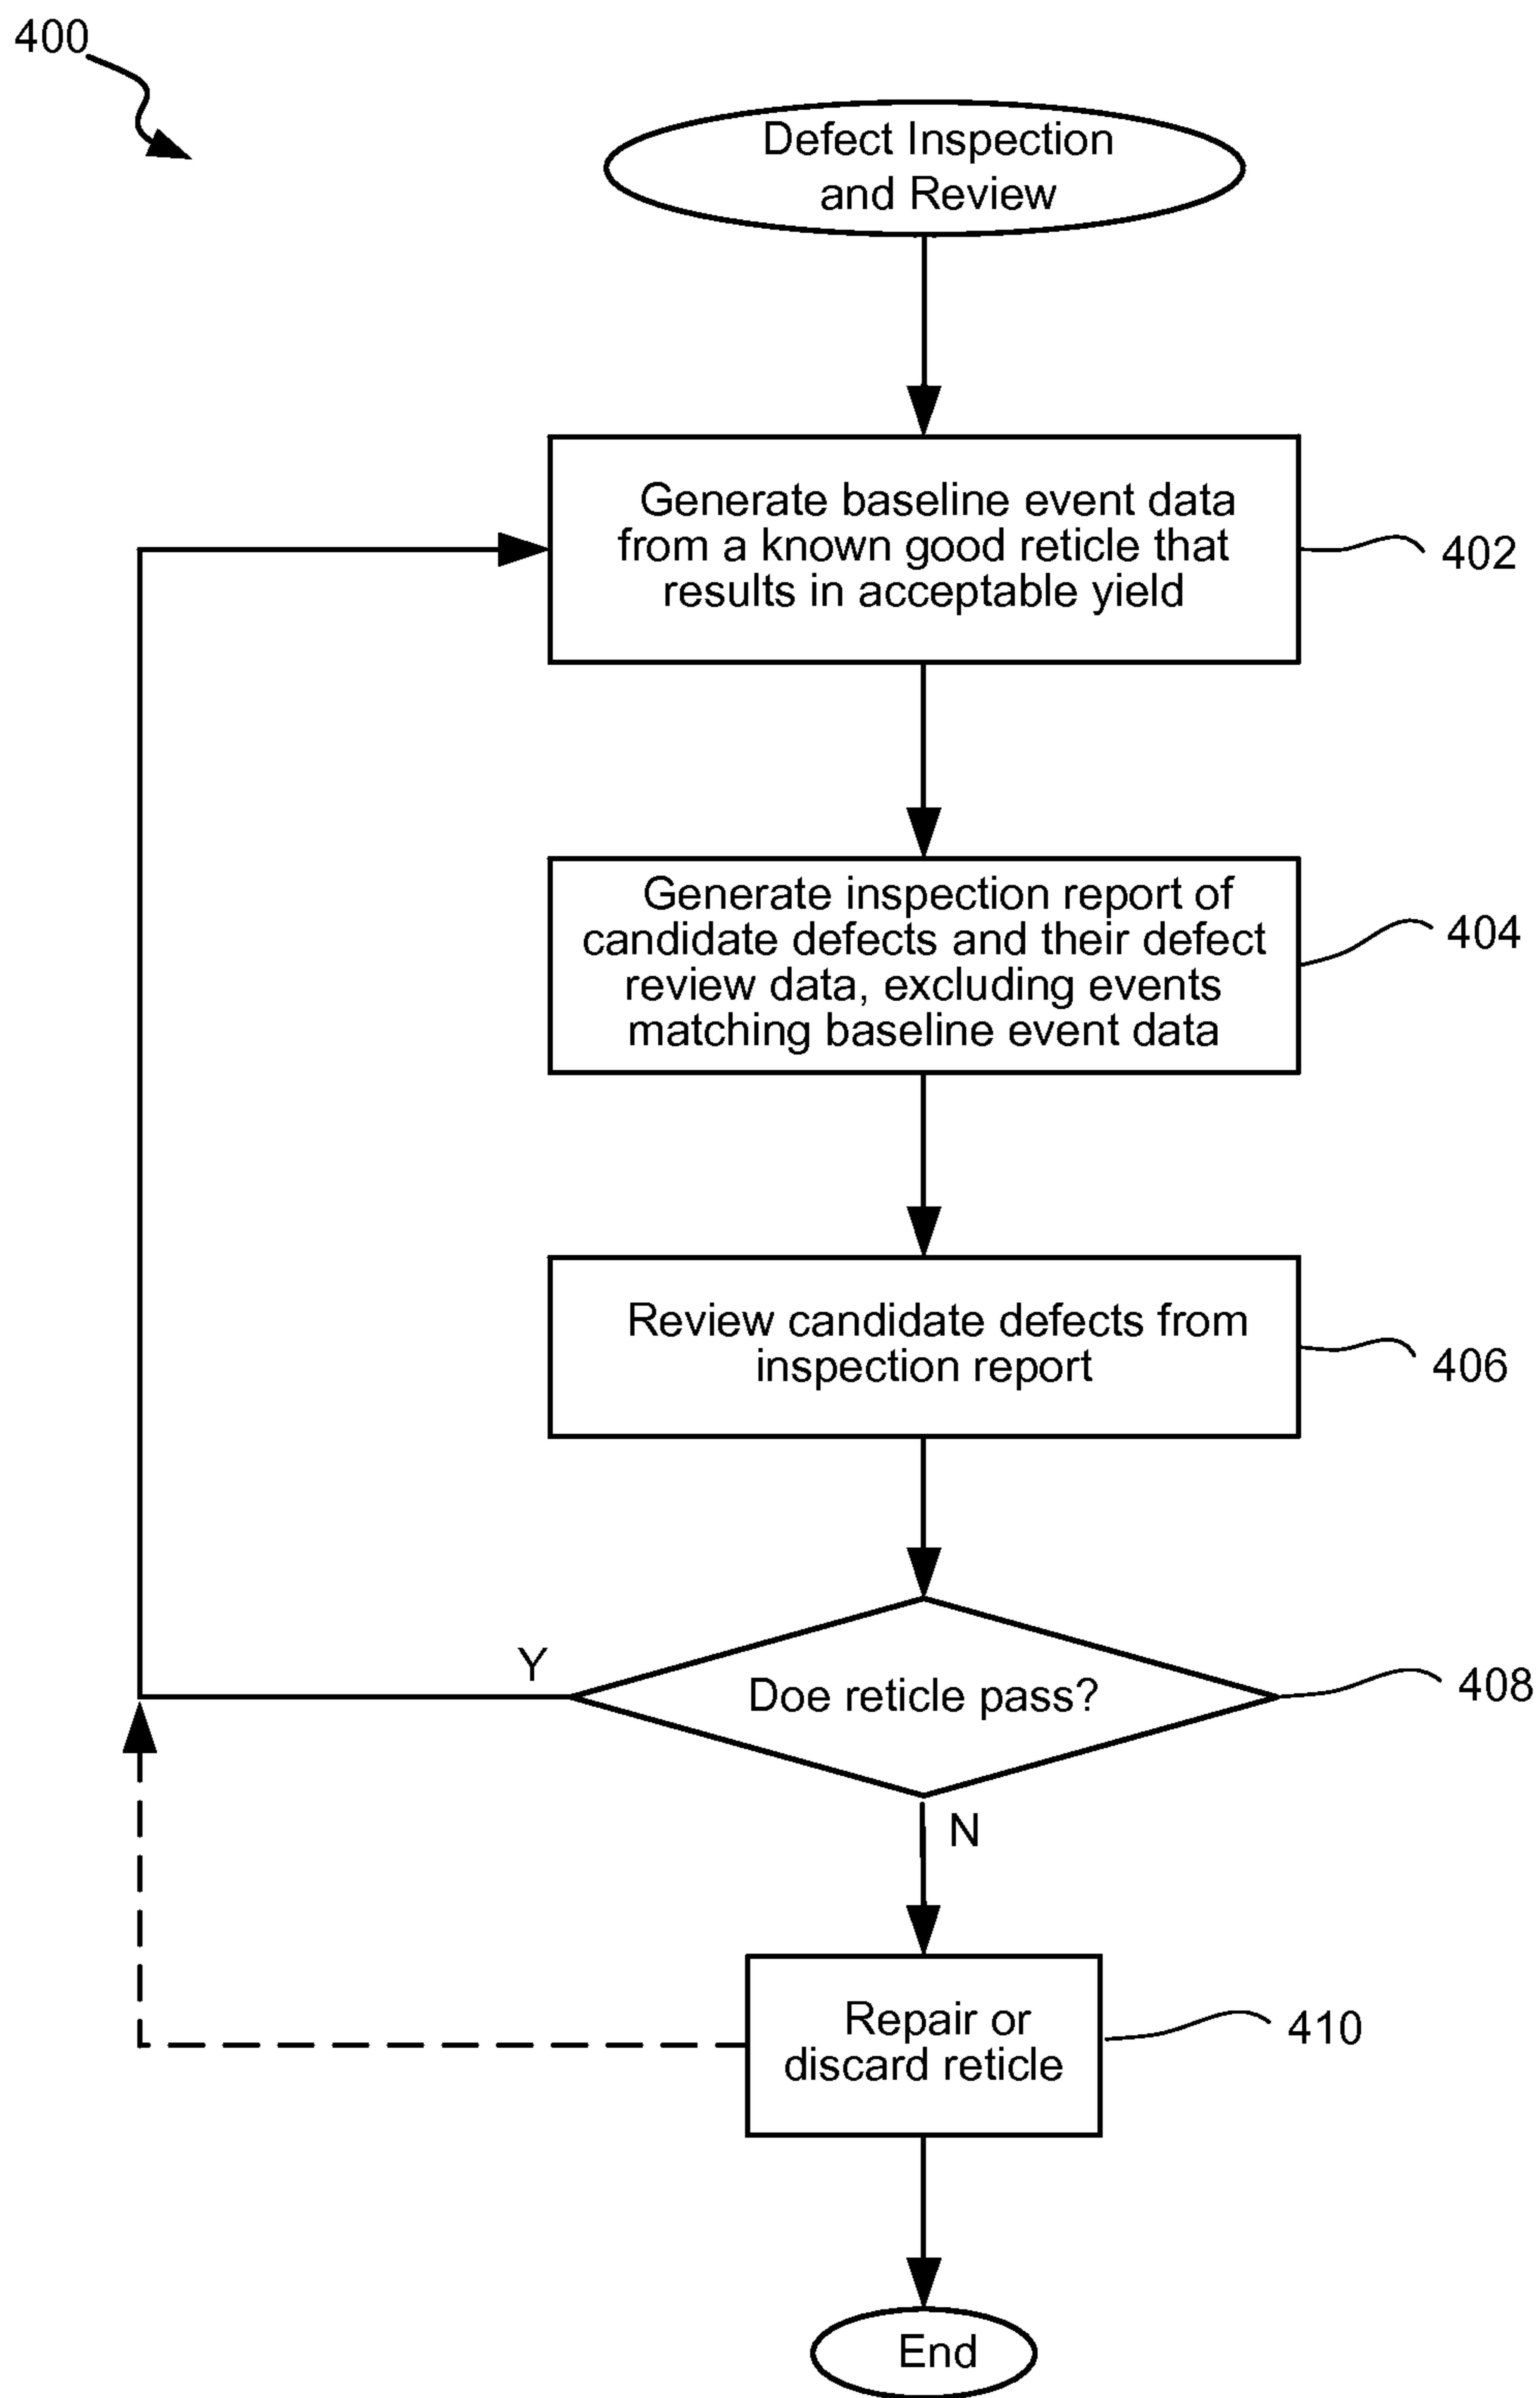 400
Defect Inspection
and Review
Generate baseline event data
from a known good reticle that
results in acceptable yield
402
Generate inspection report of
candidate defects and their defect
review data, excluding events
matching baseline event data
404
Review candidate defects from
inspection report
406
Y
Doe reticle pass?
408
N
Repair or
discard reticle
410
End